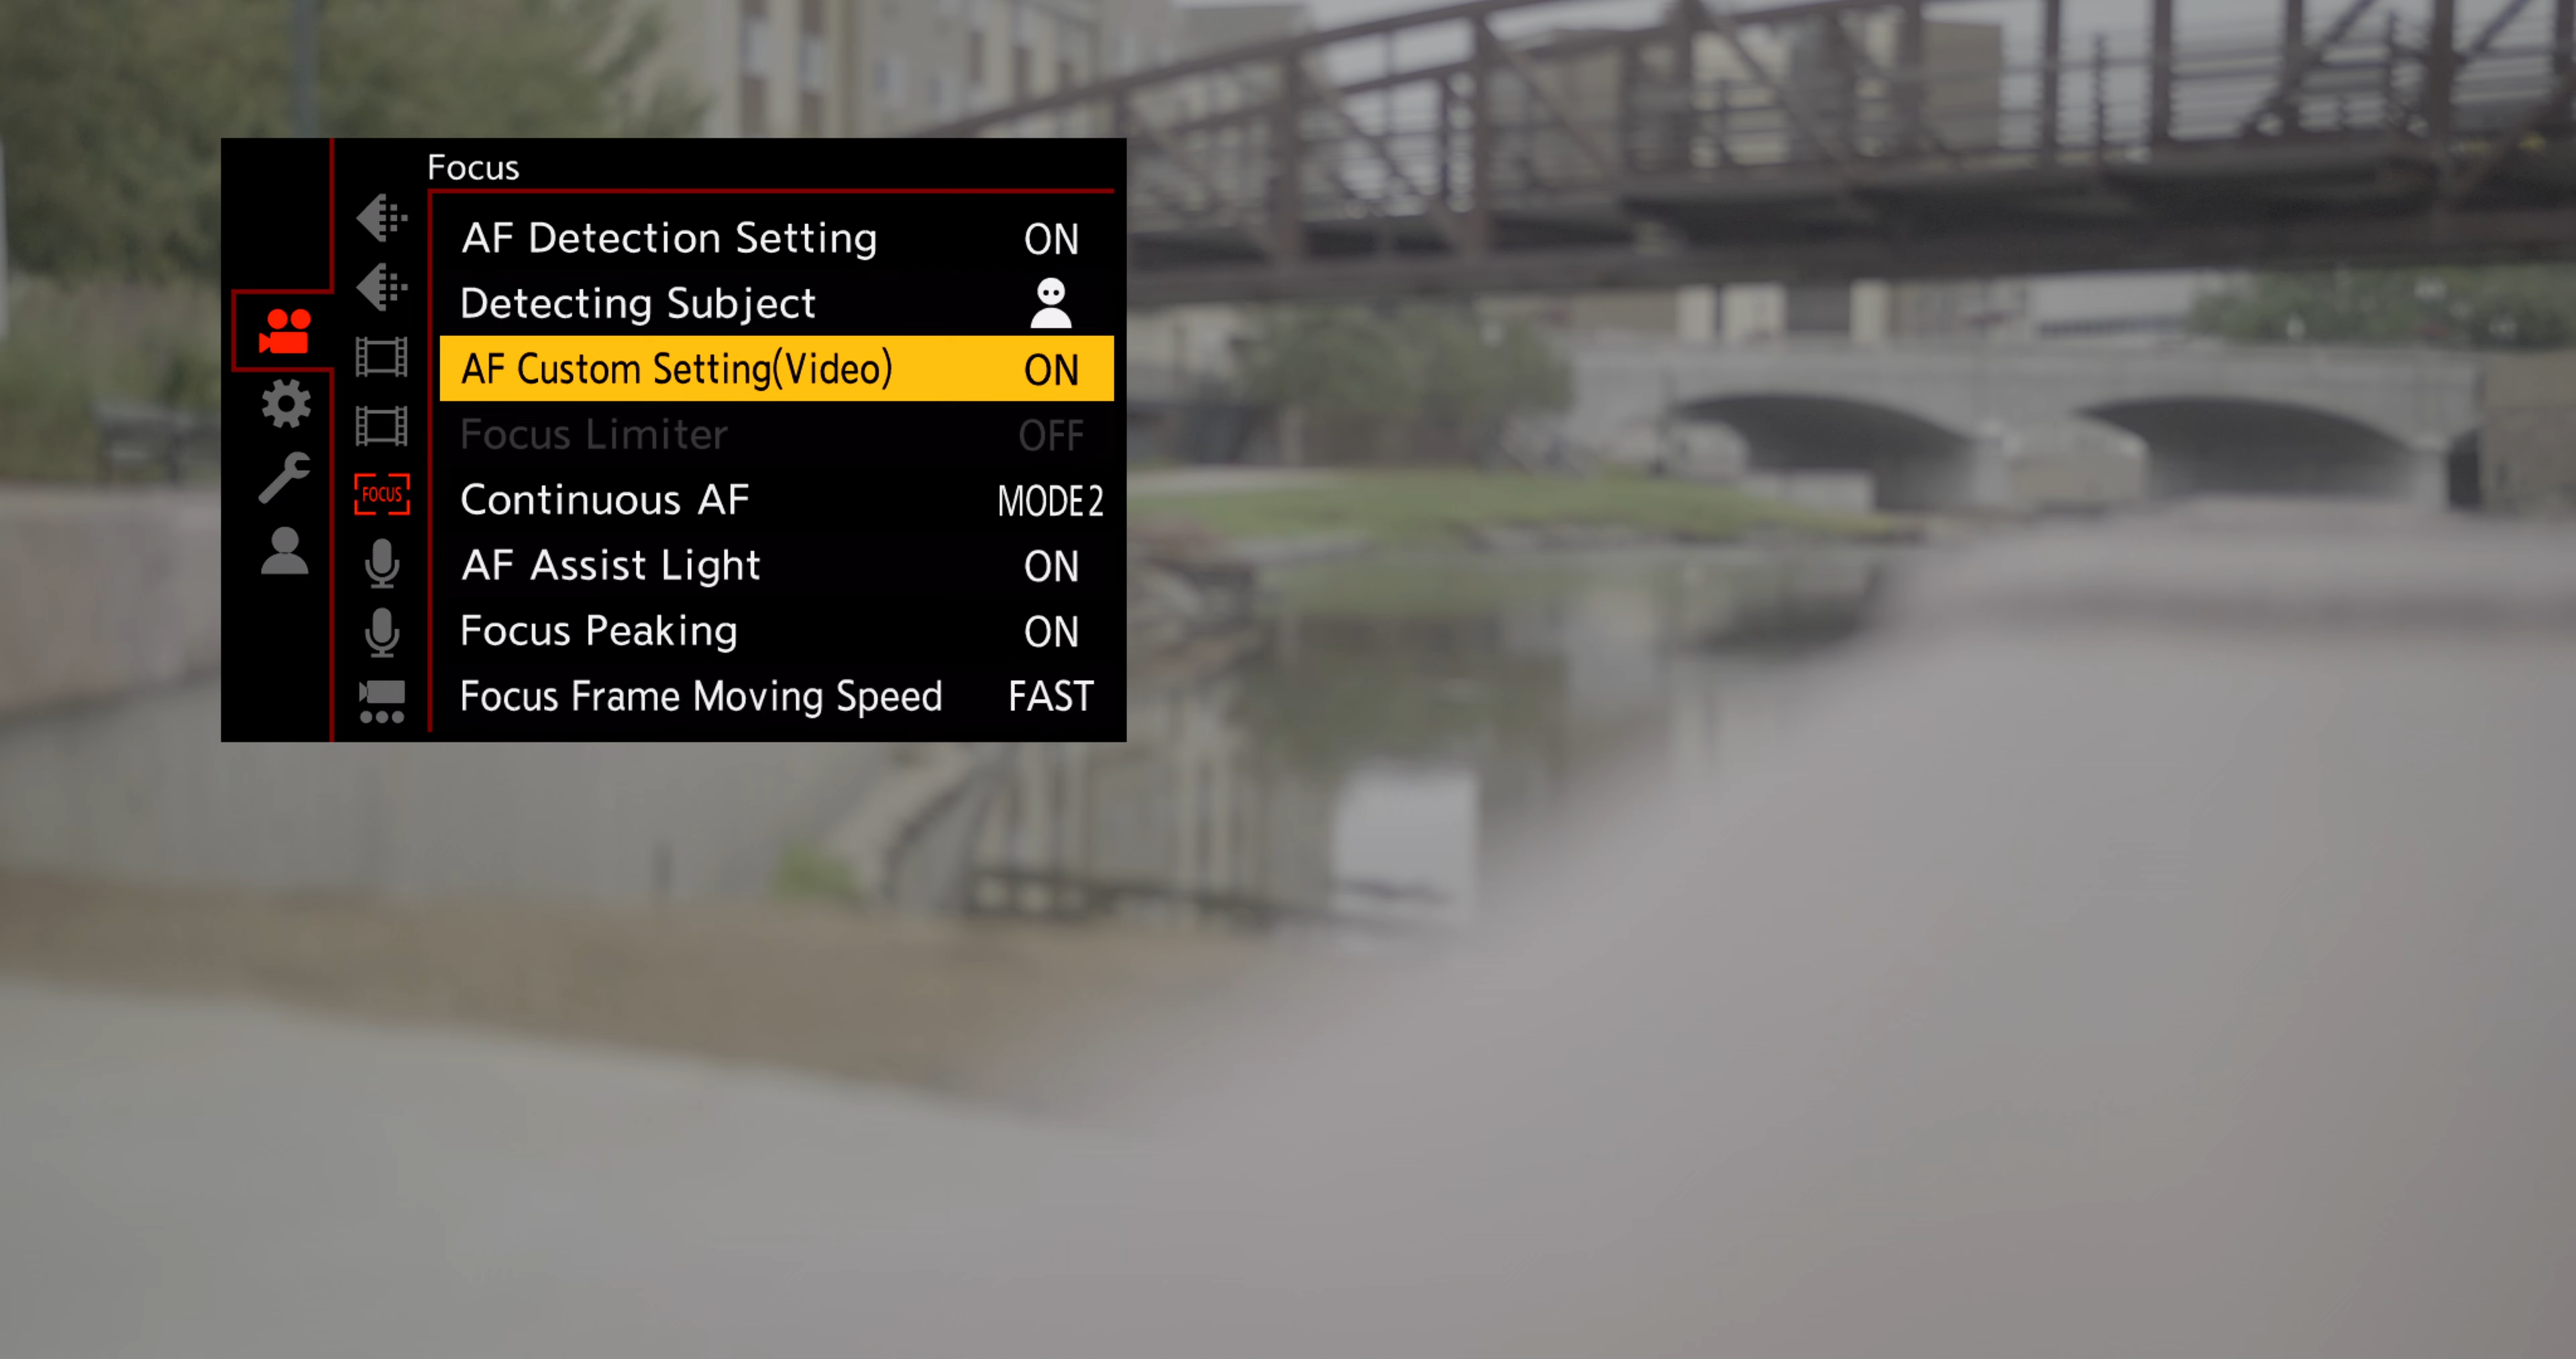 Focus
AF Detection Setting ON
Detecting Subject
AF Custom Setting(Video) ON
Focus Limiter OFF
Continuous AF MODE2
FOCUS
AF Assist Light ON
Focus Peaking ON
Focus Frame Moving Speed FAST